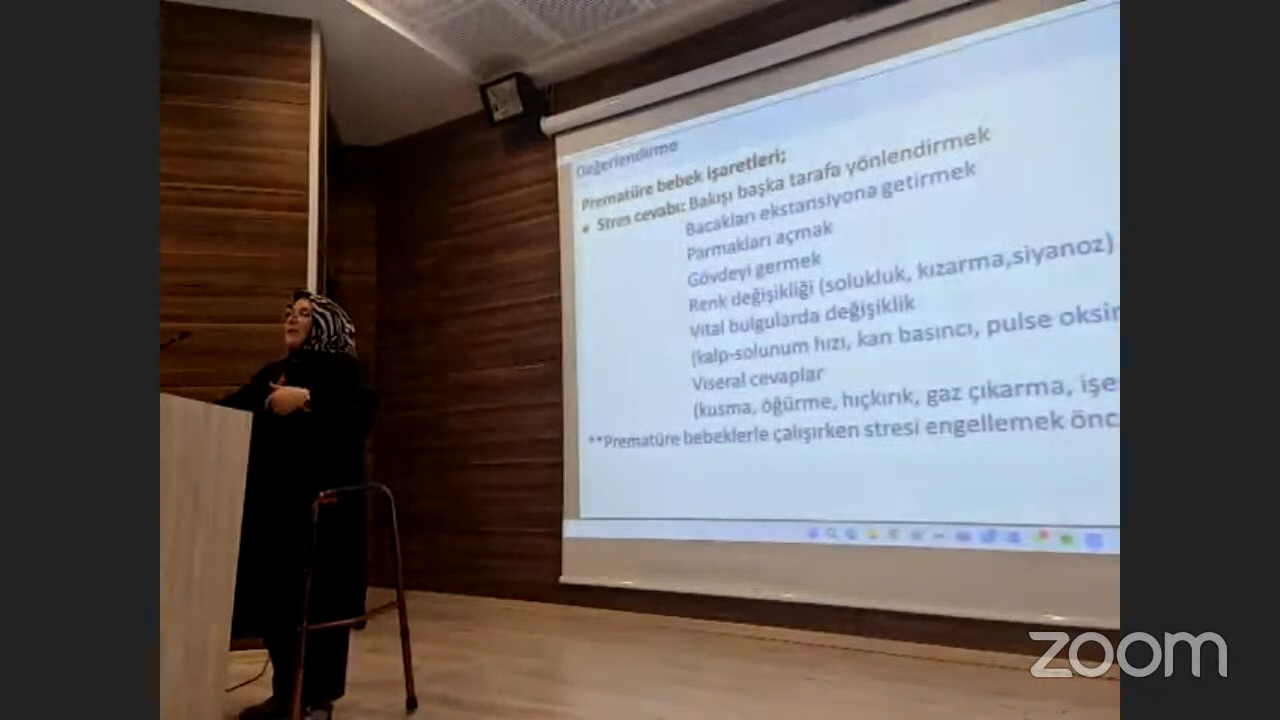 Değerlendirme
Prematüre bebek işaretleri;
• Stres cevabı: Bakışı başka tarafa yönlendirmek
Bacakları ekstansiyona getirmek
Parmakları açmak
Gövdeyi germek
Renk değişikliği (solukluk, kızarma,siyanoz)
Vital bulgularda değişiklik
(kalp-solunum hızı, kan basıncı, pulse oksim
Viseral cevaplar
(kusma, öğürme, hıçkırık, gaz çıkarma, işe
**Prematüre bebeklerle çalışırken stresi engellemek önc
zoom